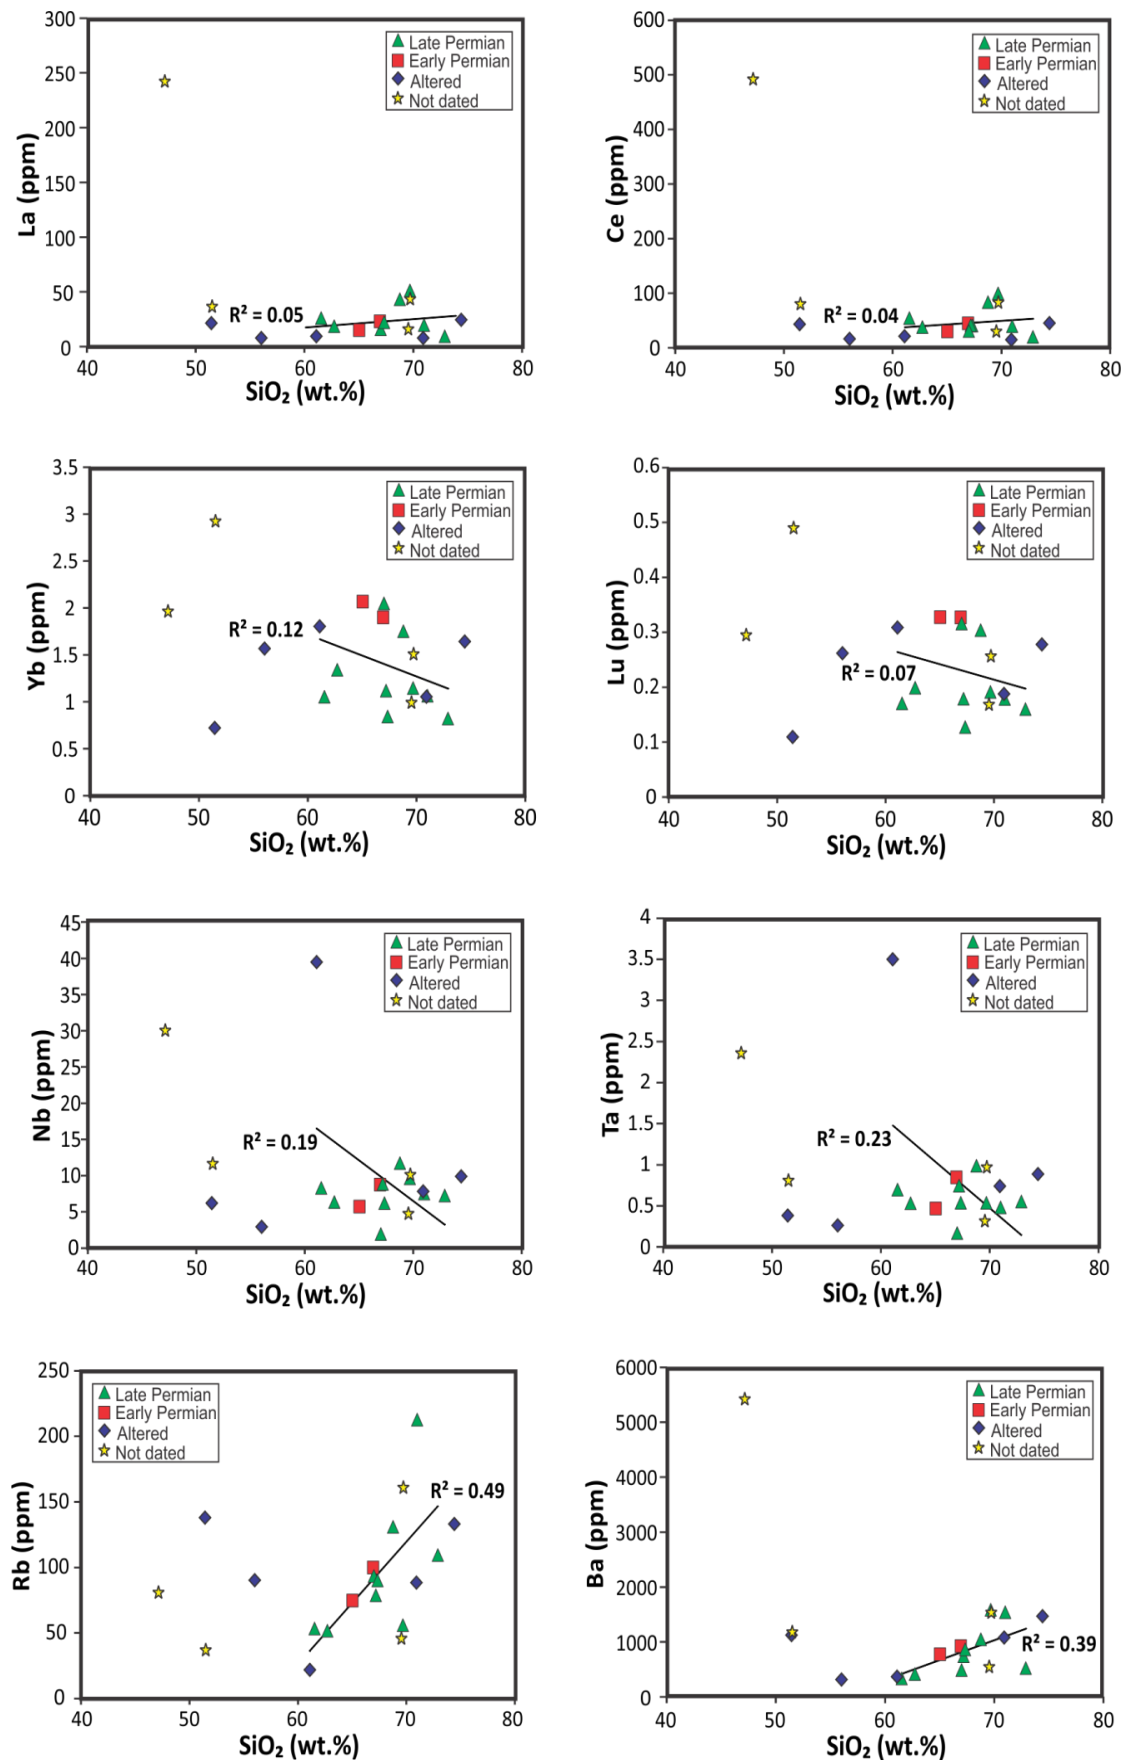 300
250
200
150
100
50
0
La (ppm)
Late Permian
Early Permian
Altered
Not dated
R² = 0.05
40 50 60 70 80
SiO₂ (wt.%)
600
500
400
300
200
100
0
Ce (ppm)
Late Permian
Early Permian
Altered
Not dated
R² = 0.04
40 50 60 70 80
SiO₂ (wt.%)
3.5
3
2.5
2
1.5
1
0.5
0
Yb (ppm)
Late Permian
Early Permian
Altered
Not dated
R² = 0.12
40 50 60 70 80
SiO₂ (wt.%)
0.6
0.5
0.4
0.3
0.2
0.1
0
Lu (ppm)
Late Permian
Early Permian
Altered
Not dated
R² = 0.07
40 50 60 70 80
SiO₂ (wt.%)
45
40
35
30
25
20
15
10
5
0
Nb (ppm)
Late Permian
Early Permian
Altered
Not dated
R² = 0.19
40 50 60 70 80
SiO₂ (wt.%)
4
3.5
3
2.5
2
1.5
1
0.5
0
Ta (ppm)
Late Permian
Early Permian
Altered
Not dated
R² = 0.23
40 50 60 70 80
SiO₂ (wt.%)
250
200
150
100
50
0
Rb (ppm)
Late Permian
Early Permian
Altered
Not dated
R² = 0.49
40 50 60 70 80
SiO₂ (wt.%)
6000
5000
4000
3000
2000
1000
0
Ba (ppm)
Late Permian
Early Permian
Altered
Not dated
R² = 0.39
40 50 60 70 80
SiO₂ (wt.%)